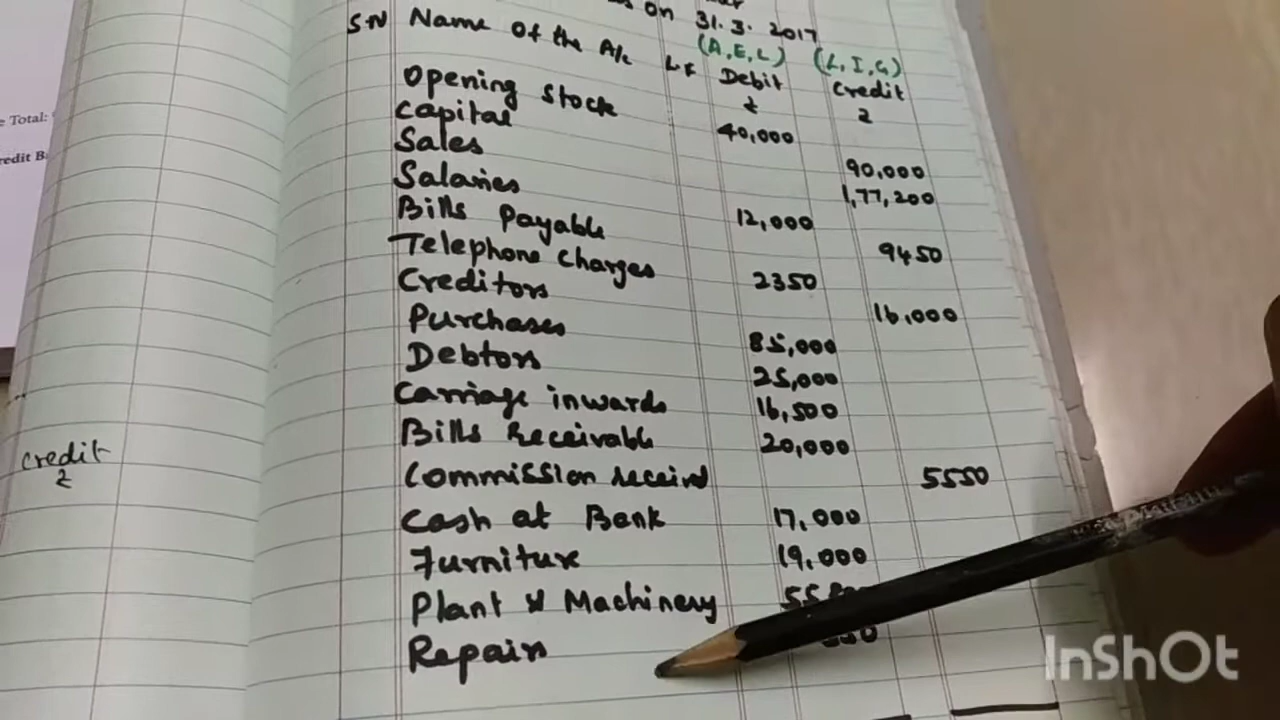 on 31.3.2017
S.N Name Of the A/c L.F (A,E,L) Debit ₹ (L,I,G) Credit ₹
Opening Stock 40,000
Capital 90,000
Sales 1,77,200
Salaries 12,000
Bills Payable 9450
Telephone Charges 2350
Creditors 16,000
Purchases 85,000
Debtors 25,000
Carriage inwards 16,500
Bills Receivable 20,000
Commission received 5550
Cash at Bank 17,000
Furniture 19,000
Plant & Machinery
Repairs
e Total:
redit B
Credit
₹
InShOt